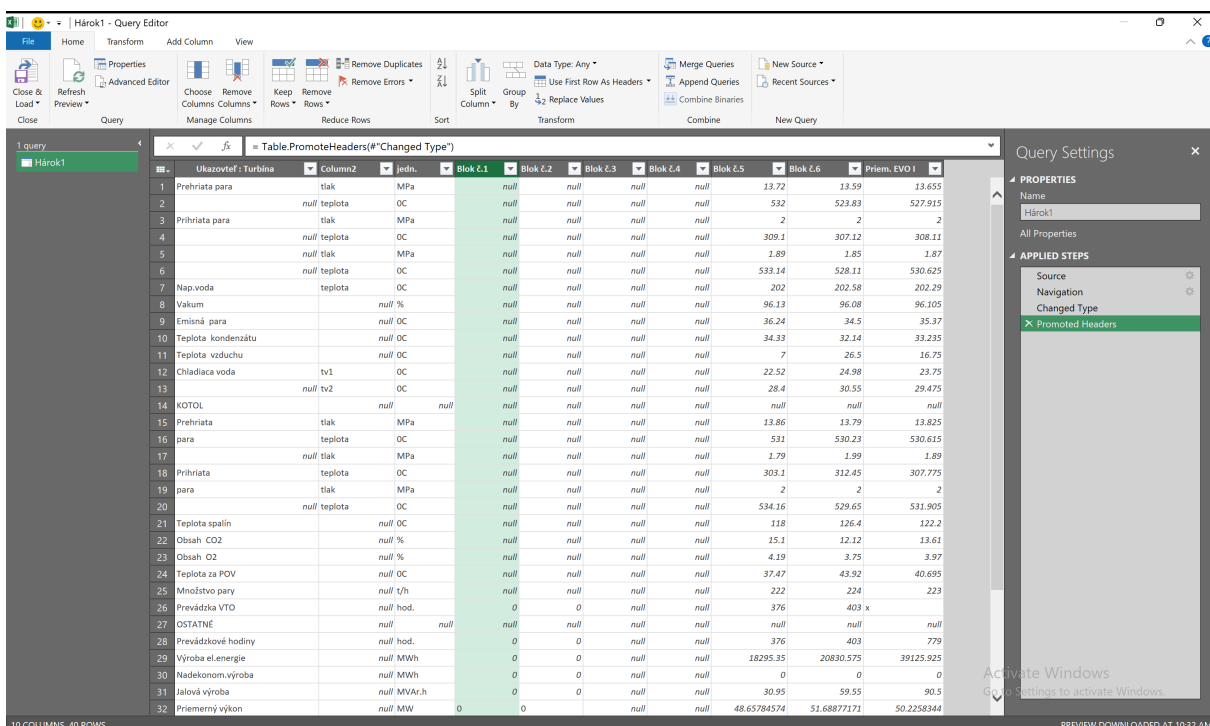 Hárok1 - Query Editor
File Home Transform Add Column View
Close & Load
Refresh Preview
Properties
Advanced Editor
Choose Columns
Remove Columns
Keep Rows
Remove Rows
Remove Duplicates
Remove Errors
Split Column
Group By
Data Type: Any
Use First Row As Headers
Replace Values
Merge Queries
Append Queries
Combine Binaries
New Source
Recent Sources
Close Query Manage Columns Reduce Rows Sort Transform Combine New Query
1 query
Hárok1
fx = Table.PromoteHeaders(#"Changed Type")
Ukazovteľ : Turbina Column2 jedn. Blok č.1 Blok č.2 Blok č.3 Blok č.4 Blok č.5 Blok č.6 Priem. EVO I
1 Prehriata para tlak MPa null null null null 13.72 13.59 13.655
2 null teplota 0C null null null null 532 523.83 527.915
3 Prihriata para tlak MPa null null null null 2 2 2
4 null teplota 0C null null null null 309.1 307.12 308.11
5 null tlak MPa null null null null 1.89 1.85 1.87
6 null teplota 0C null null null null 533.14 528.11 530.625
7 Nap.voda teplota 0C null null null null 202 202.58 202.29
8 Vakum null % null null null null 96.13 96.08 96.105
9 Emisná para null 0C null null null null 36.24 34.5 35.37
10 Teplota kondenzátu null 0C null null null null 34.33 32.14 33.235
11 Teplota vzduchu null 0C null null null null 7 26.5 16.75
12 Chladiaca voda tv1 0C null null null null 22.52 24.98 23.75
13 null tv2 0C null null null null 28.4 30.55 29.475
14 KOTOL null null null null null null null null null
15 Prehriata tlak MPa null null null null 13.86 13.79 13.825
16 para teplota 0C null null null null 531 530.23 530.615
17 null tlak MPa null null null null 1.79 1.99 1.89
18 Prihriata teplota 0C null null null null 303.1 312.45 307.775
19 para tlak MPa null null null null 2 2 2
20 null teplota 0C null null null null 534.16 529.65 531.905
21 Teplota spalín null 0C null null null null 118 126.4 122.2
22 Obsah CO2 null % null null null null 15.1 12.12 13.61
23 Obsah O2 null % null null null null 4.19 3.75 3.97
24 Teplota za POV null 0C null null null null 37.47 43.92 40.695
25 Množstvo pary null t/h null null null null 222 224 223
26 Prevádzka VTO null hod. 0 0 null null 376 403 x
27 OSTATNÉ null null null null null null null null null
28 Prevádzkové hodiny null hod. 0 0 null null 376 403 779
29 Výroba el.energie null MWh 0 0 null null 18295.35 20830.575 39125.925
30 Nadekonom.výroba null MWh 0 0 null null 0 0 0
31 Jalová výroba null MVAr.h 0 0 null null 30.95 59.55 90.5
32 Priemerný výkon null MW 0 0 null null 48.65784574 51.68877171 50.2258344
Query Settings
PROPERTIES
Name
Hárok1
All Properties
APPLIED STEPS
Source
Navigation
Changed Type
Promoted Headers
Activate Windows
Go to Settings to activate Windows.
10 COLUMNS, 40 ROWS PREVIEW DOWNLOADED AT 10:32 AM